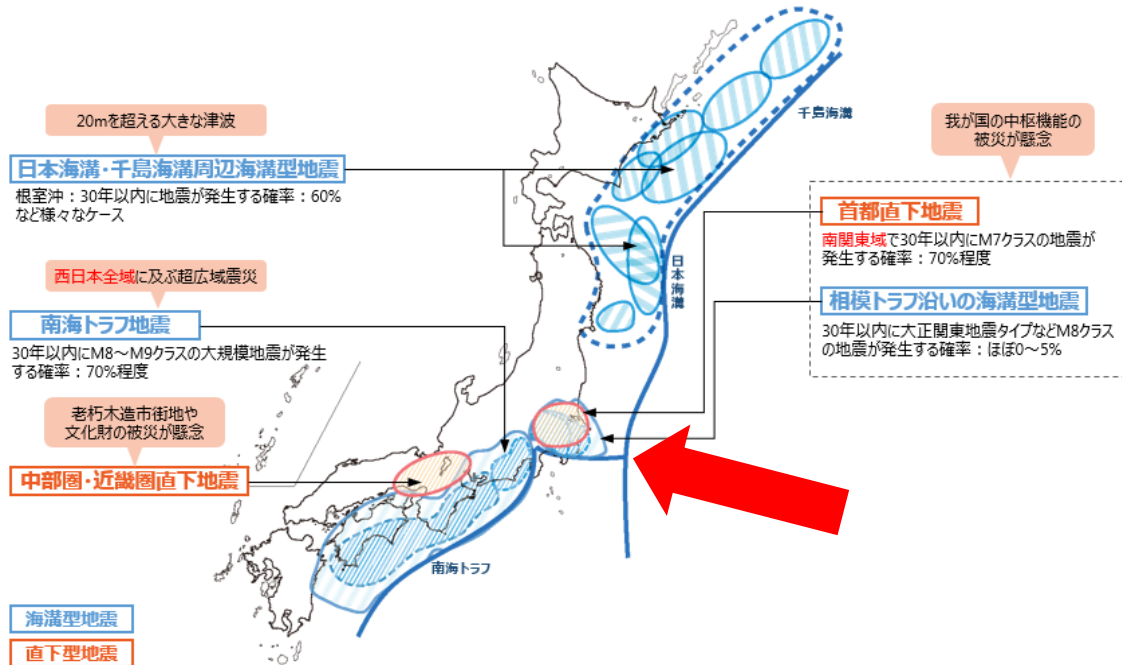 20mを超える大きな津波
日本海溝・千島海溝周辺海溝型地震
根室沖：30年以内に地震が発生する確率：60%
など様々なケース
西日本全域に及ぶ超広域震災
南海トラフ地震
30年以内にM8～M9クラスの大規模地震が発生
する確率：70%程度
老朽木造市街地や
文化財の被災が懸念
中部圏・近畿圏直下地震
海溝型地震
直下型地震
千島海溝
日本海溝
南海トラフ
我が国の中枢機能の
被災が懸念
首都直下地震
南関東域で30年以内にM7クラスの地震が
発生する確率：70%程度
相模トラフ沿いの海溝型地震
30年以内に大正関東地震タイプなどM8クラス
の地震が発生する確率：ほぼ0～5%